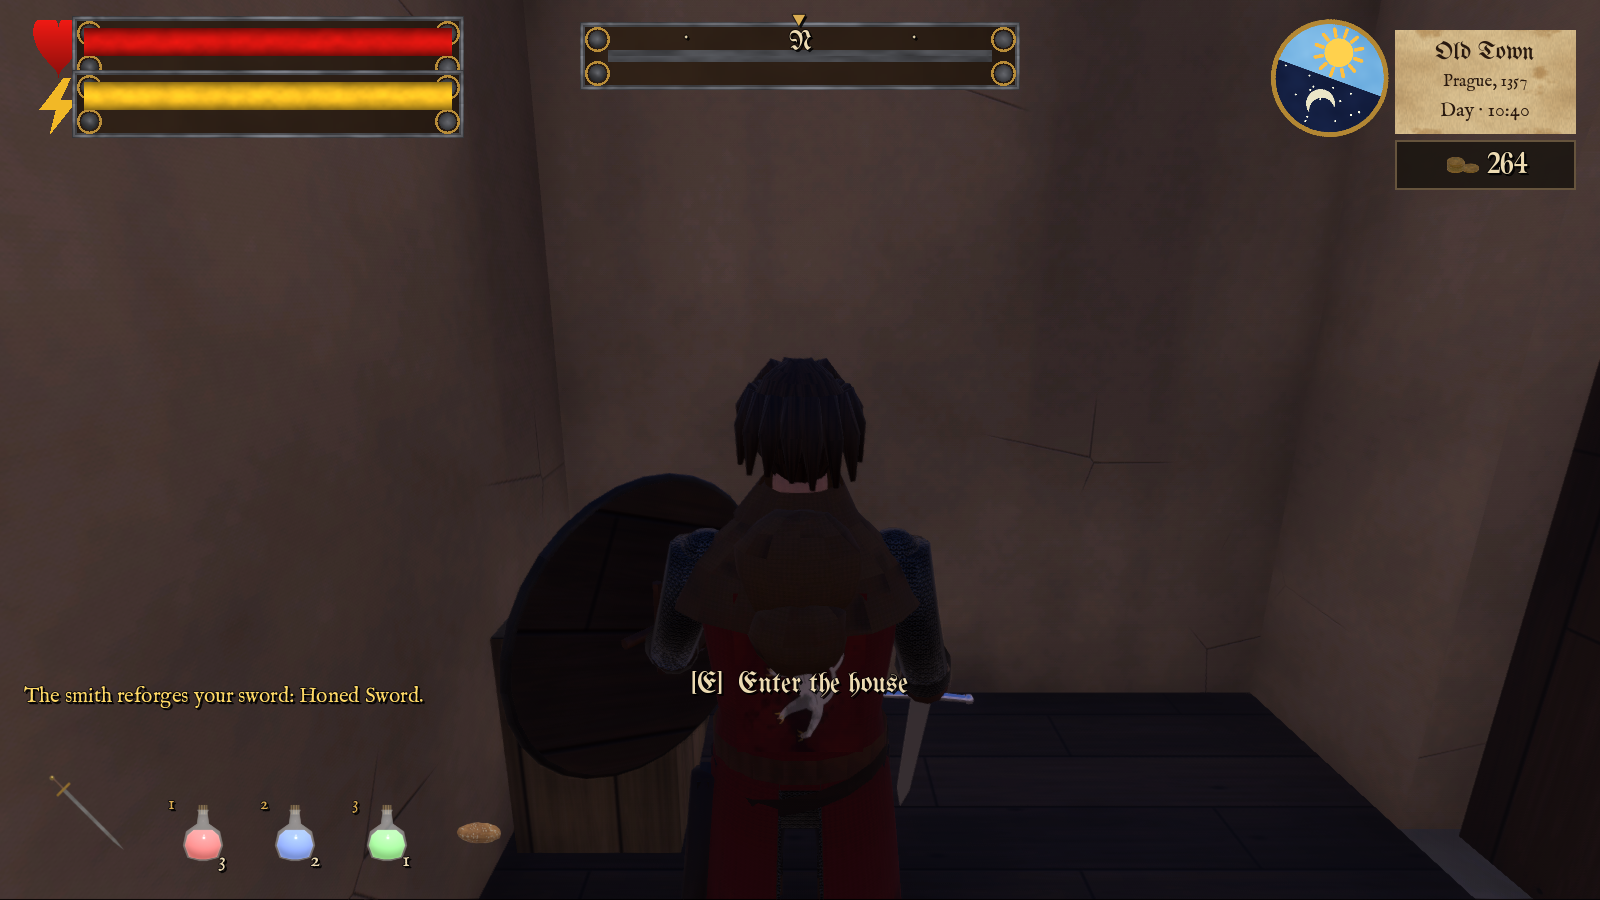 N
Old Town
Prague, 1357
Day · 10:40
264
[E] Enter the house
The smith reforges your sword: Honed Sword.
1 2 3
3 2 1